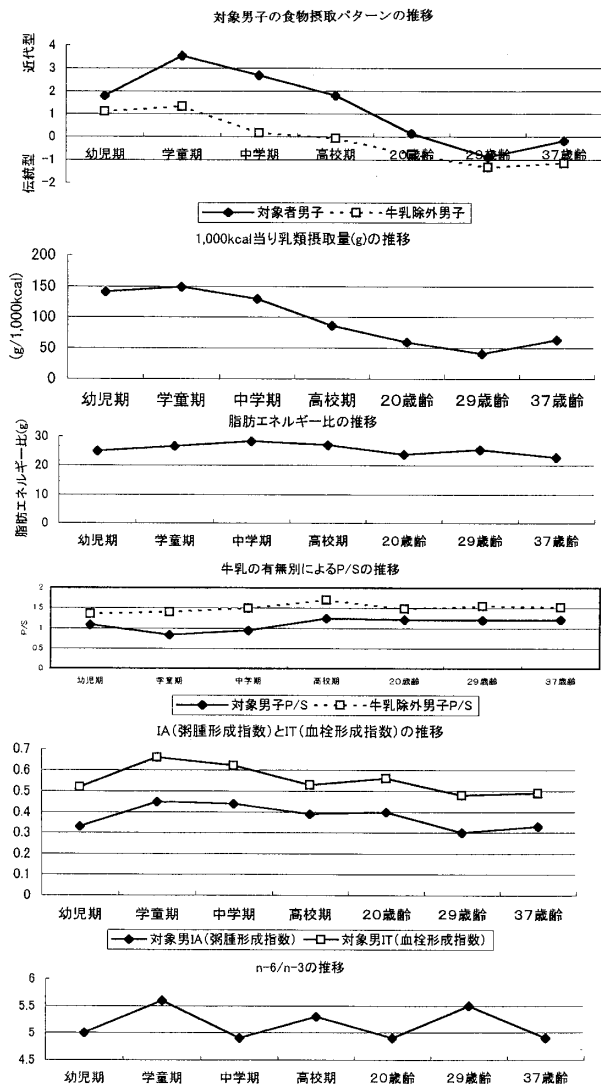 対象男子の食物摂取パターンの推移
近代型
伝統型
4
3
2
1
0
-1
-2
幼児期 学童期 中学期 高校期 20歳齢 29歳齢 37歳齢
対象者男子 牛乳除外男子
1,000kcal当り乳類摂取量(g)の推移
(g/1,000kcal)
200
150
100
50
0
幼児期 学童期 中学期 高校期 20歳齢 29歳齢 37歳齢
脂肪エネルギー比の推移
脂肪エネルギー比(g)
30
20
10
0
幼児期 学童期 中学期 高校期 20歳齢 29歳齢 37歳齢
牛乳の有無別によるP/Sの推移
P/S
2
1.5
1
0.5
0
幼児期 学童期 中学期 高校期 20歳齢 29歳齢 37歳齢
対象男子P/S 牛乳除外男子P/S
IA(粥腫形成指数)とIT(血栓形成指数)の推移
0.7
0.6
0.5
0.4
0.3
0.2
0.1
0
幼児期 学童期 中学期 高校期 20歳齢 29歳齢 37歳齢
対象男IA(粥腫形成指数) 対象男IT(血栓形成指数)
n-6/n-3の推移
6
5.5
5
4.5
幼児期 学童期 中学期 高校期 20歳齢 29歳齢 37歳齢